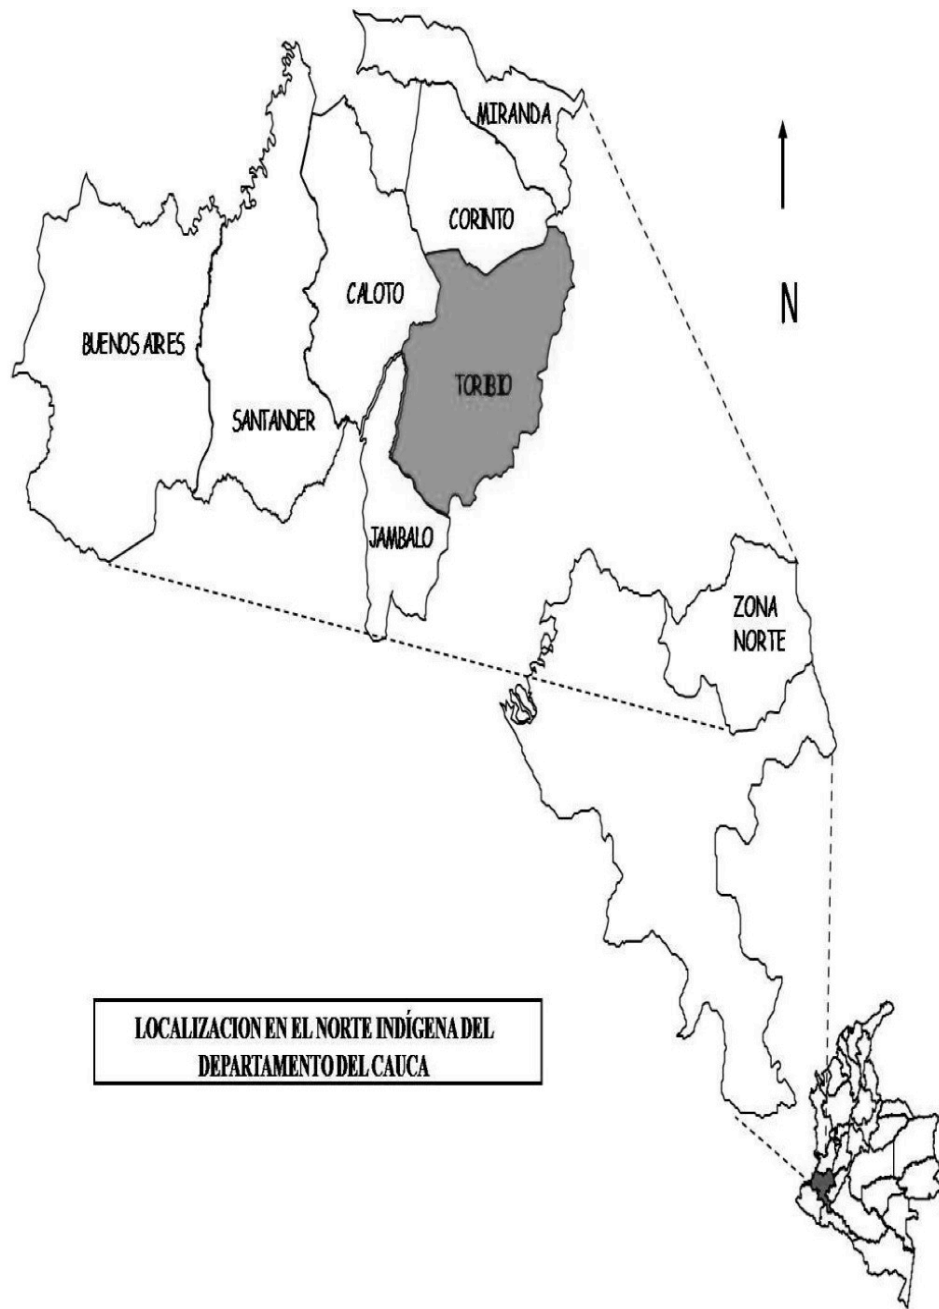 MIRANDA
CORINTO
CALOTO
BUENOS AIRES
TORIBIO
SANTANDER
JAMBALO
N
ZONA
NORTE
LOCALIZACION EN EL NORTE INDÍGENA DEL
DEPARTAMENTO DEL CAUCA